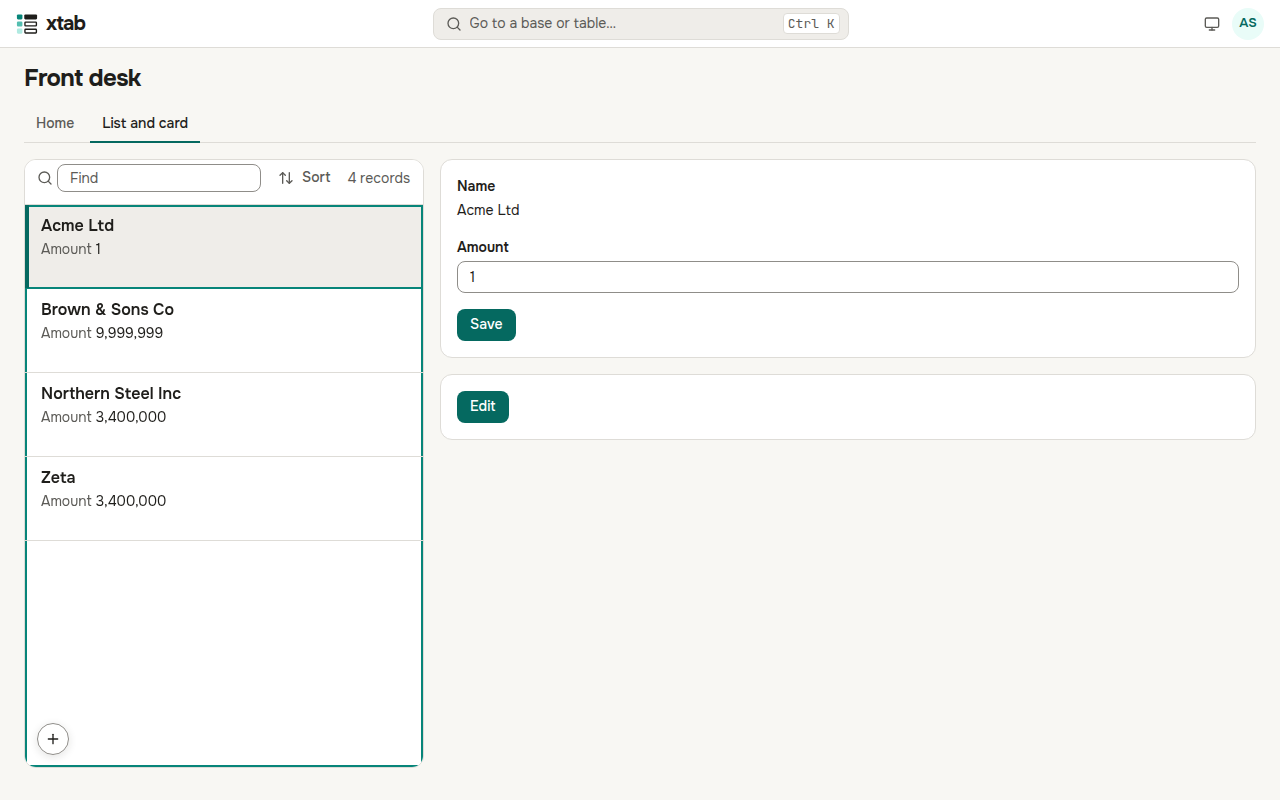 xtab
Go to a base or table... Ctrl K
AS
Front desk
Home List and card
Find Sort 4 records
Acme Ltd
Amount 1
Brown & Sons Co
Amount 9,999,999
Northern Steel Inc
Amount 3,400,000
Zeta
Amount 3,400,000
Name
Acme Ltd
Amount
1
Save
Edit